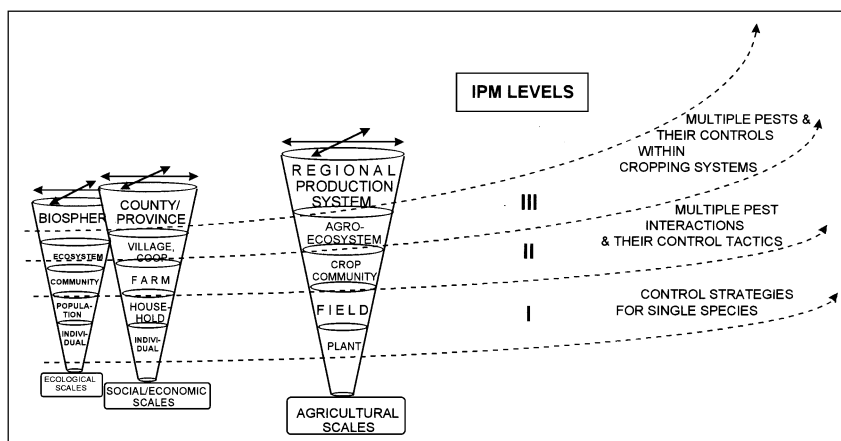 IPM LEVELS
MULTIPLE PESTS &
THEIR CONTROLS
WITHIN
CROPPING SYSTEMS
III
MULTIPLE PEST
INTERACTIONS
& THEIR CONTROL TACTICS
II
CONTROL STRATEGIES
FOR SINGLE SPECIES
I
BIOSPHER
ECOSYSTEM
COMMUNITY
POPULA-
TION
INDIVI-
DUAL
ECOLOGICAL
SCALES
COUNTY/
PROVINCE
VILLAGE,
COOP
FARM
HOUSE-
HOLD
INDIVI-
DUAL
SOCIAL/ECONOMIC
SCALES
REGIONAL
PRODUCTION
SYSTEM
AGRO-
ECOSYSTEM
CROP
COMMUNITY
FIELD
PLANT
AGRICULTURAL
SCALES